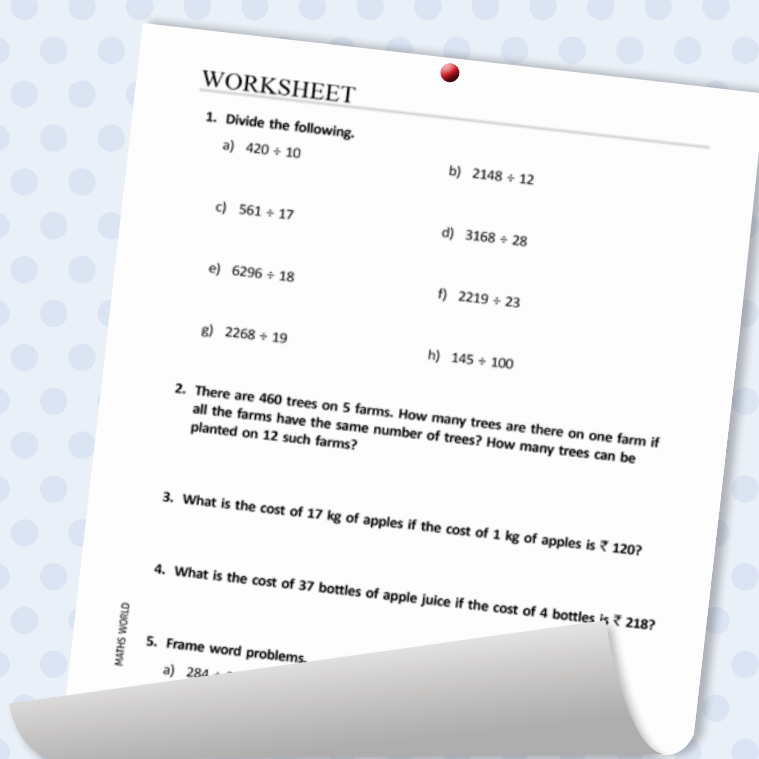 WORKSHEET
1. Divide the following.
a) 420 ÷ 10
b) 2148 ÷ 12
c) 561 ÷ 17
d) 3168 ÷ 28
e) 6296 ÷ 18
f) 2219 ÷ 23
g) 2268 ÷ 19
h) 145 ÷ 100
2. There are 460 trees on 5 farms. How many trees are there on one farm if
all the farms have the same number of trees? How many trees can be
planted on 12 such farms?
3. What is the cost of 17 kg of apples if the cost of 1 kg of apples is ₹ 120?
4. What is the cost of 37 bottles of apple juice if the cost of 4 bottles is ₹ 218?
5. Frame word problems.
a) 284
MATHS WORLD